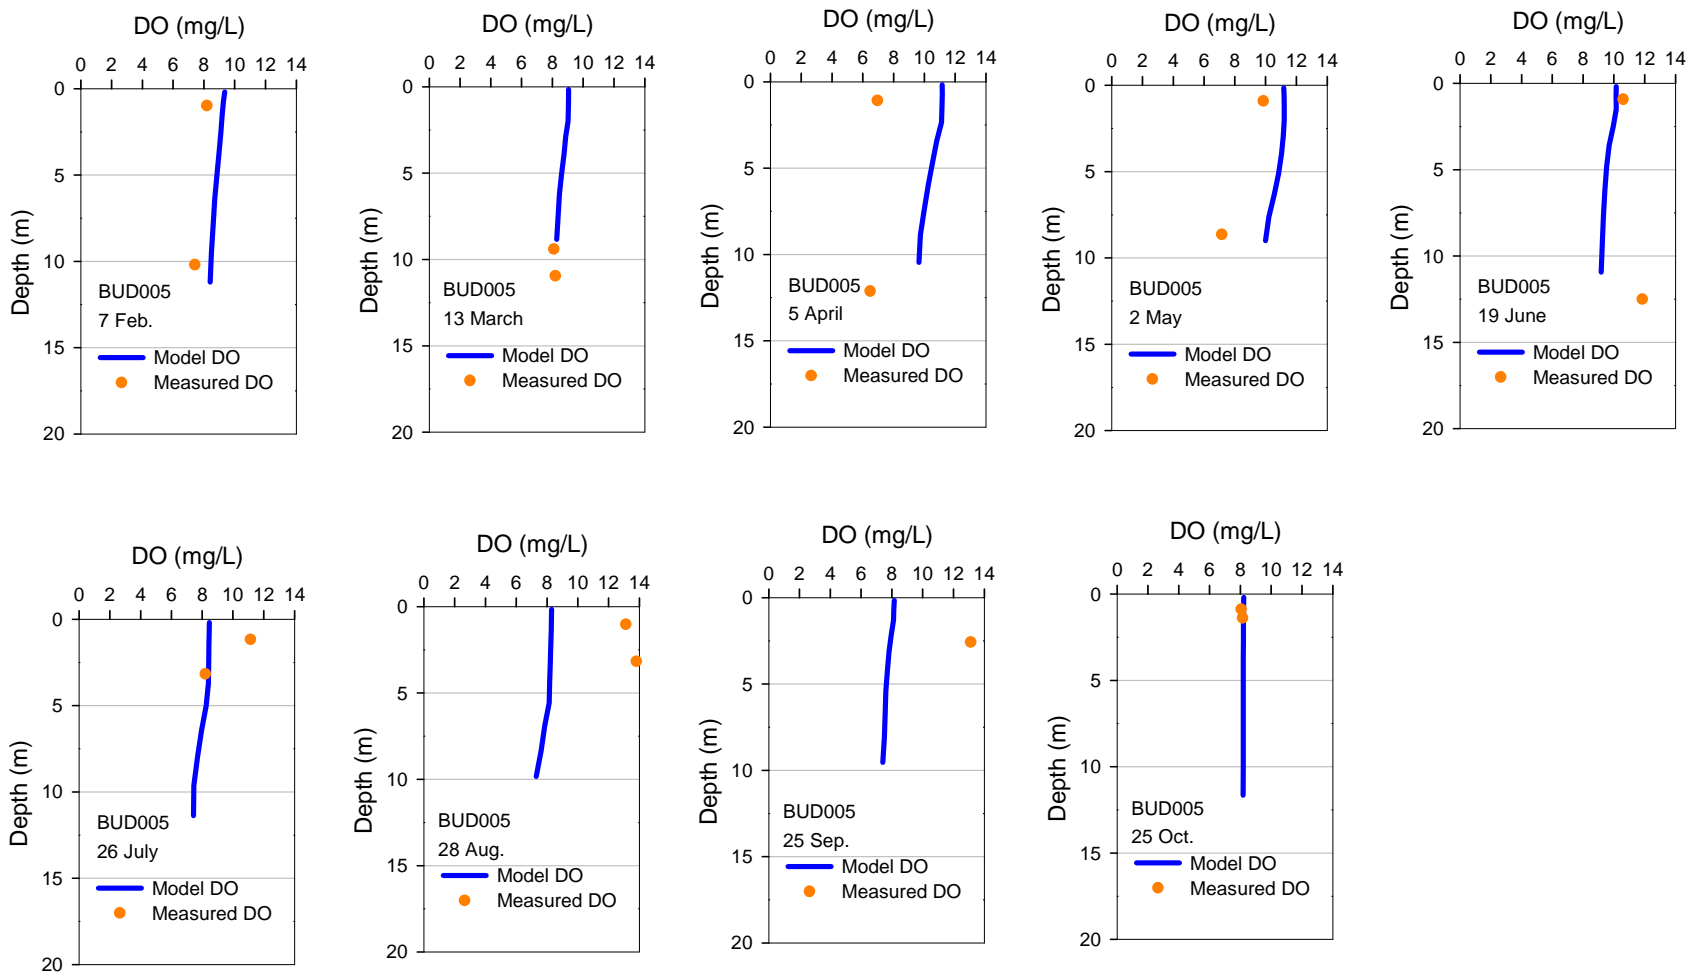 DO (mg/L)
0 2 4 6 8 10 12 14
0
5
10
15
20
Depth (m)
BUD005
7 Feb.
Model DO
Measured DO
DO (mg/L)
0 2 4 6 8 10 12 14
0
5
10
15
20
Depth (m)
BUD005
13 March
Model DO
Measured DO
DO (mg/L)
0 2 4 6 8 10 12 14
0
5
10
15
20
Depth (m)
BUD005
5 April
Model DO
Measured DO
DO (mg/L)
0 2 4 6 8 10 12 14
0
5
10
15
20
Depth (m)
BUD005
2 May
Model DO
Measured DO
DO (mg/L)
0 2 4 6 8 10 12 14
0
5
10
15
20
Depth (m)
BUD005
19 June
Model DO
Measured DO
DO (mg/L)
0 2 4 6 8 10 12 14
0
5
10
15
20
Depth (m)
BUD005
26 July
Model DO
Measured DO
DO (mg/L)
0 2 4 6 8 10 12 14
0
5
10
15
20
Depth (m)
BUD005
28 Aug.
Model DO
Measured DO
DO (mg/L)
0 2 4 6 8 10 12 14
0
5
10
15
20
Depth (m)
BUD005
25 Sep.
Model DO
Measured DO
DO (mg/L)
0 2 4 6 8 10 12 14
0
5
10
15
20
Depth (m)
BUD005
25 Oct.
Model DO
Measured DO